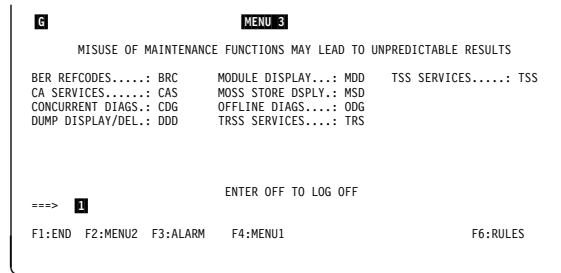 G MENU 3
MISUSE OF MAINTENANCE FUNCTIONS MAY LEAD TO UNPREDICTABLE RESULTS
BER REFCODES.....: BRC MODULE DISPLAY...: MDD TSS SERVICES.....: TSS
CA SERVICES......: CAS MOSS STORE DSPLY.: MSD
CONCURRENT DIAGS.: CDG OFFLINE DIAGS....: ODG
DUMP DISPLAY/DEL.: DDD TRSS SERVICES....: TRS
ENTER OFF TO LOG OFF
===> 1
F1:END F2:MENU2 F3:ALARM F4:MENU1 F6:RULES